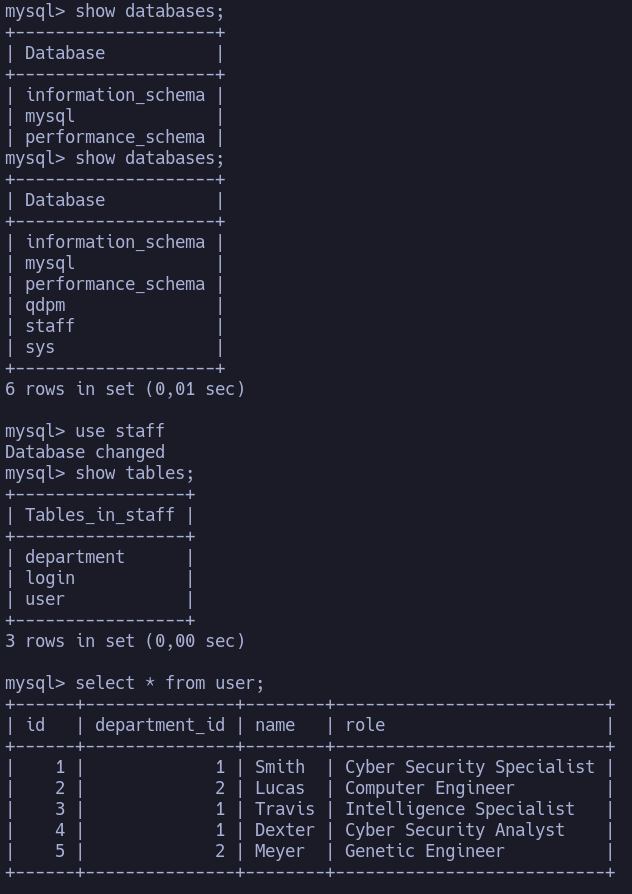 mysql> show databases;
+--------------------+
| Database           |
+--------------------+
| information_schema |
| mysql              |
| performance_schema |
mysql> show databases;
+--------------------+
| Database           |
+--------------------+
| information_schema |
| mysql              |
| performance_schema |
| qdpm               |
| staff              |
| sys                |
+--------------------+
6 rows in set (0,01 sec)

mysql> use staff
Database changed
mysql> show tables;
+-----------------+
| Tables_in_staff |
+-----------------+
| department      |
| login           |
| user            |
+-----------------+
3 rows in set (0,00 sec)

mysql> select * from user;
+------+---------------+--------+---------------------------+
| id   | department_id | name   | role                      |
+------+---------------+--------+---------------------------+
|    1 |             1 | Smith  | Cyber Security Specialist |
|    2 |             2 | Lucas  | Computer Engineer         |
|    3 |             1 | Travis | Intelligence Specialist   |
|    4 |             1 | Dexter | Cyber Security Analyst    |
|    5 |             2 | Meyer  | Genetic Engineer          |
+------+---------------+--------+---------------------------+